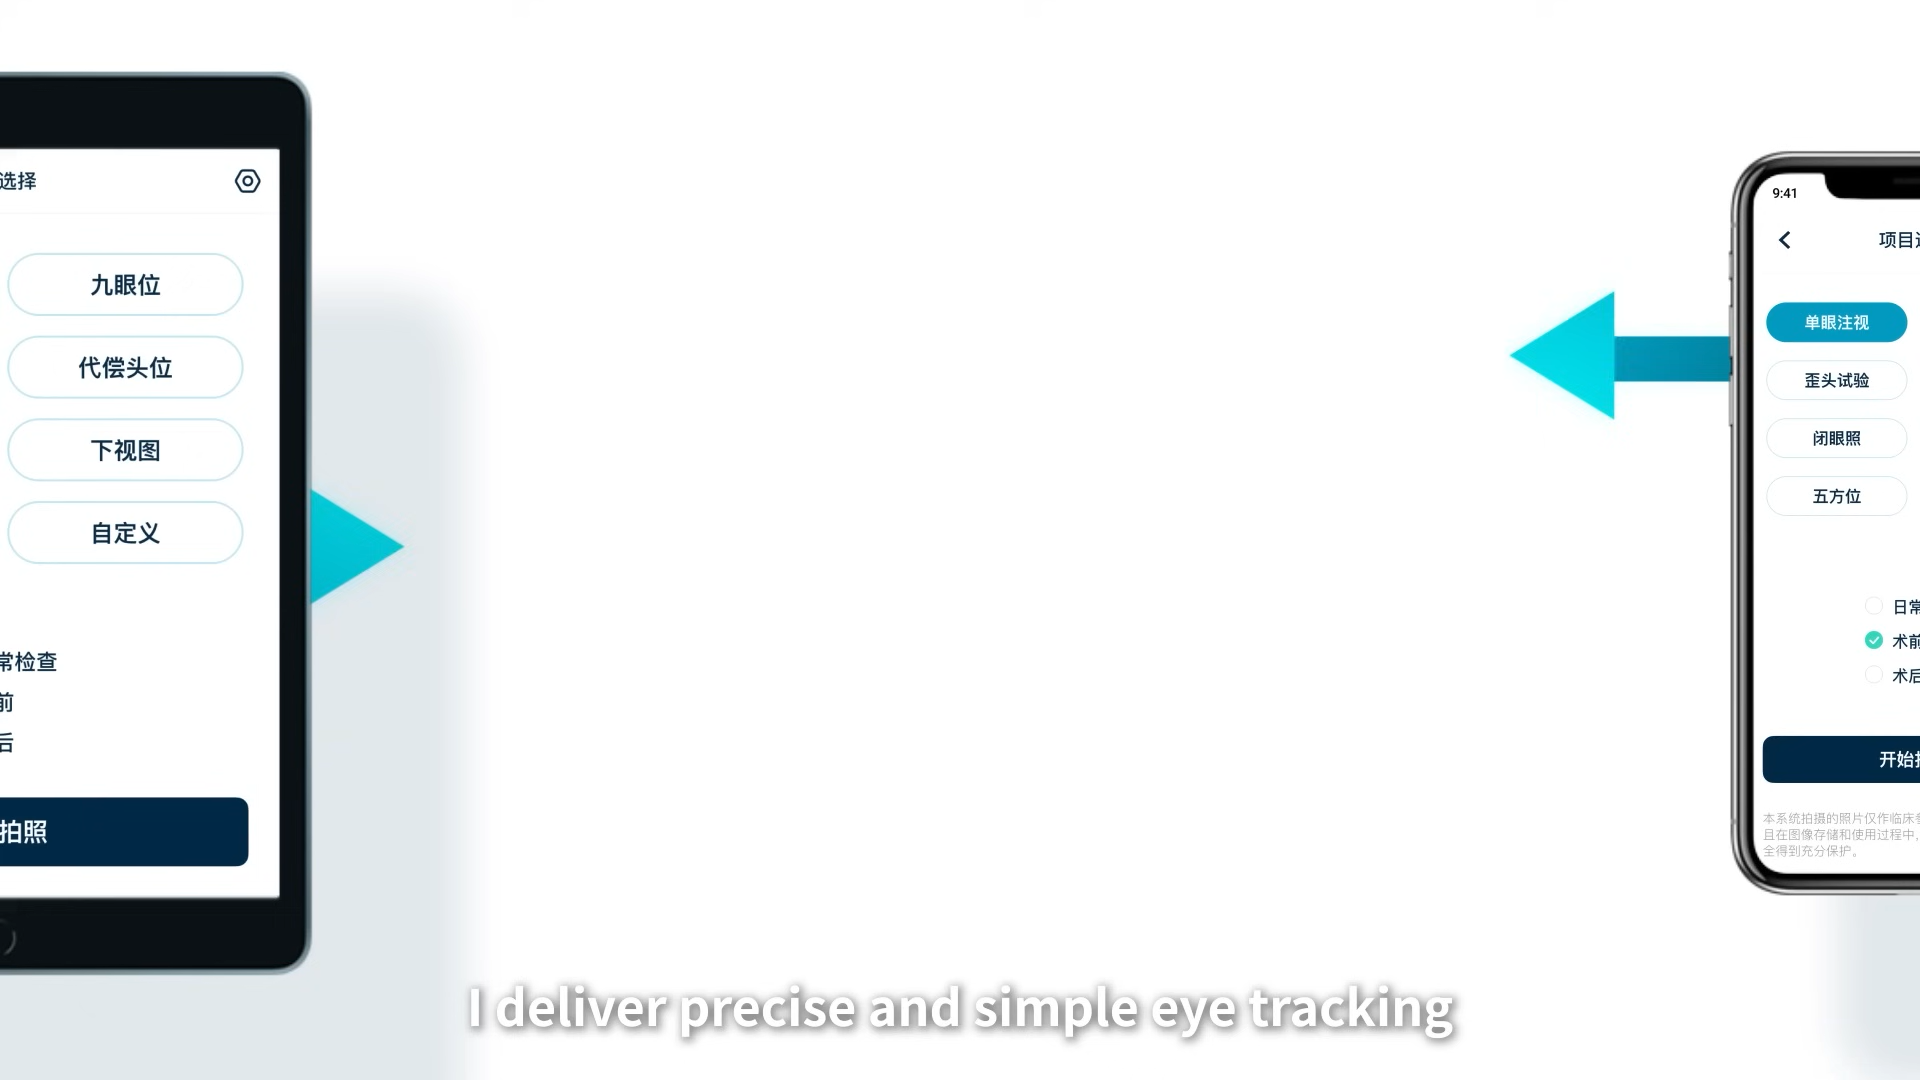 选择
九眼位
代偿头位
下视图
自定义
常检查
前
后
拍照
9:41
项目
单眼注视
歪头试验
闭眼照
五方位
日常
术前
术后
开始
本系统拍摄的照片仅作临床
且在图像存储和使用过程中,
全得到充分保护。
I deliver precise and simple eye tracking